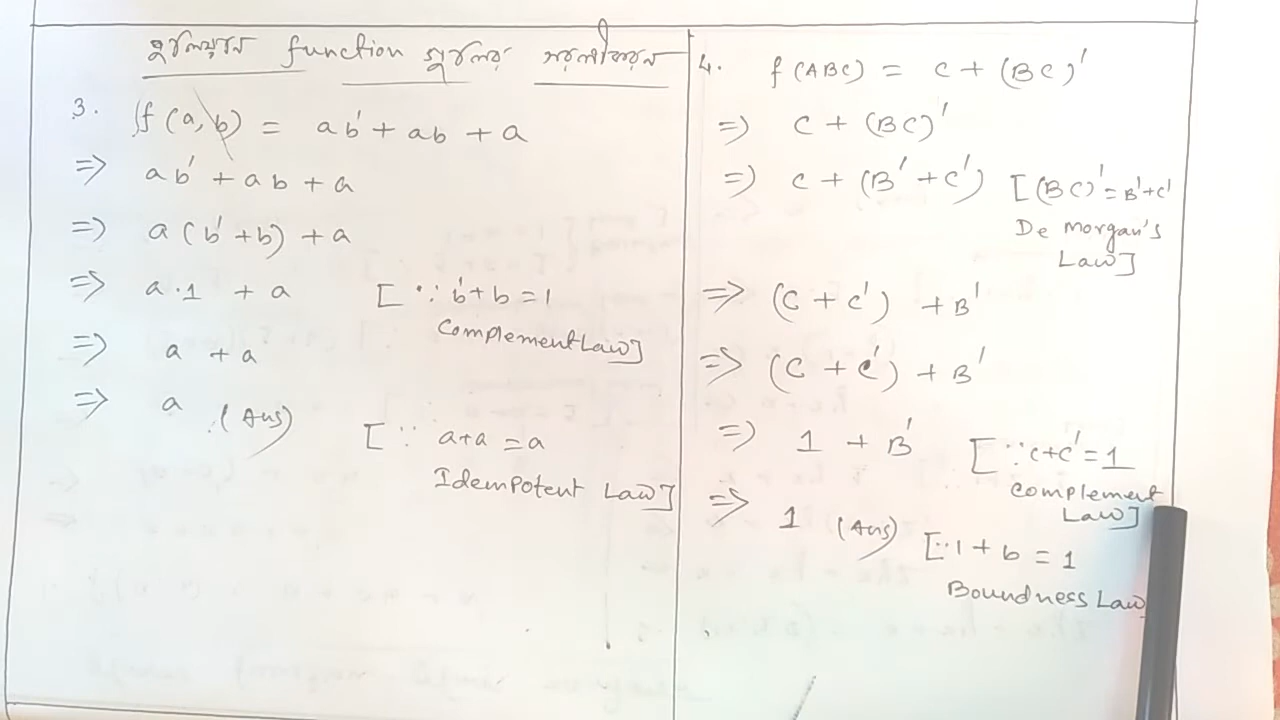 function
3. f(a, b) = ab' + ab + a
=> ab' + ab + a
=> a(b' + b) + a
=> a.1 + a [∵ b' + b = 1
Complement Law]
=> a + a
=> a (Ans)
[∵ a+a = a
Idempotent Law]
4. f(ABC) = C + (BC)'
=> C + (BC)'
=> C + (B' + C') [(BC)' = B'+C'
De Morgan's
Law]
=> (C + C') + B'
=> (C + C') + B'
=> 1 + B' [∵ C+C' = 1
Complement
Law]
=> 1 (Ans) [∵ 1 + b = 1
Boundness Law